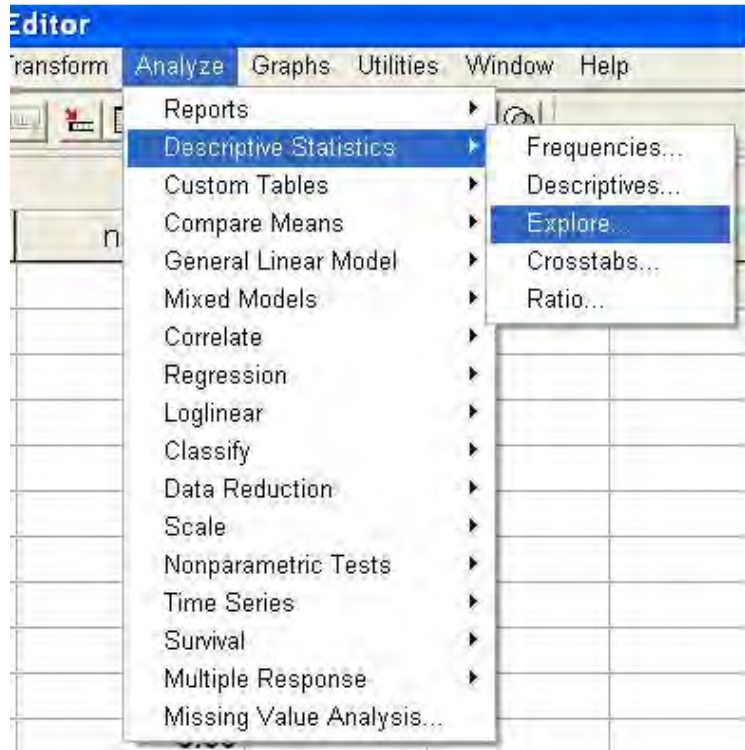 Editor
Transform Analyze Graphs Utilities Window Help
Reports
Descriptive Statistics
Frequencies...
Custom Tables
Descriptives...
Compare Means
Explore...
General Linear Model
Crosstabs...
Mixed Models
Ratio...
Correlate
Regression
Loglinear
Classify
Data Reduction
Scale
Nonparametric Tests
Time Series
Survival
Multiple Response
Missing Value Analysis...